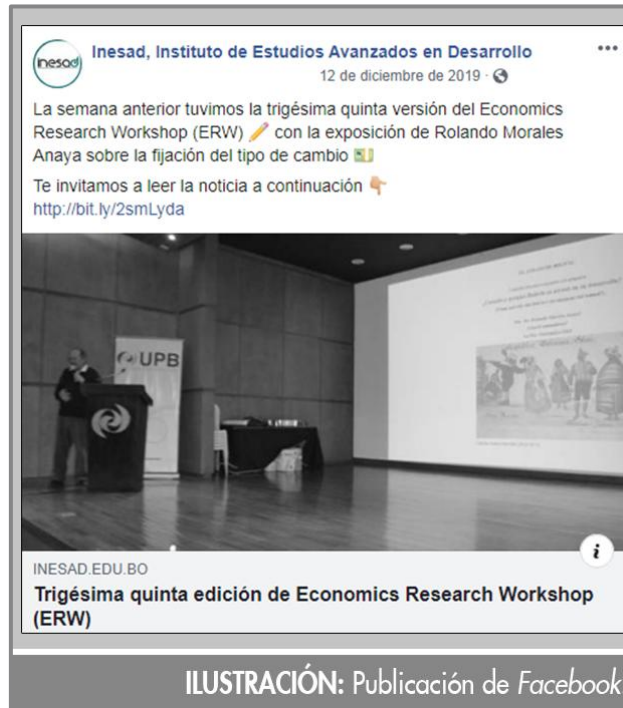 inesad
Inesad, Instituto de Estudios Avanzados en Desarrollo
12 de diciembre de 2019 ·
La semana anterior tuvimos la trigésima quinta versión del Economics
Research Workshop (ERW) ✏️ con la exposición de Rolando Morales
Anaya sobre la fijación del tipo de cambio 💵
Te invitamos a leer la noticia a continuación 👇
http://bit.ly/2smLyda
UPB
INESAD.EDU.BO
Trigésima quinta edición de Economics Research Workshop
(ERW)
ILUSTRACIÓN: Publicación de Facebook